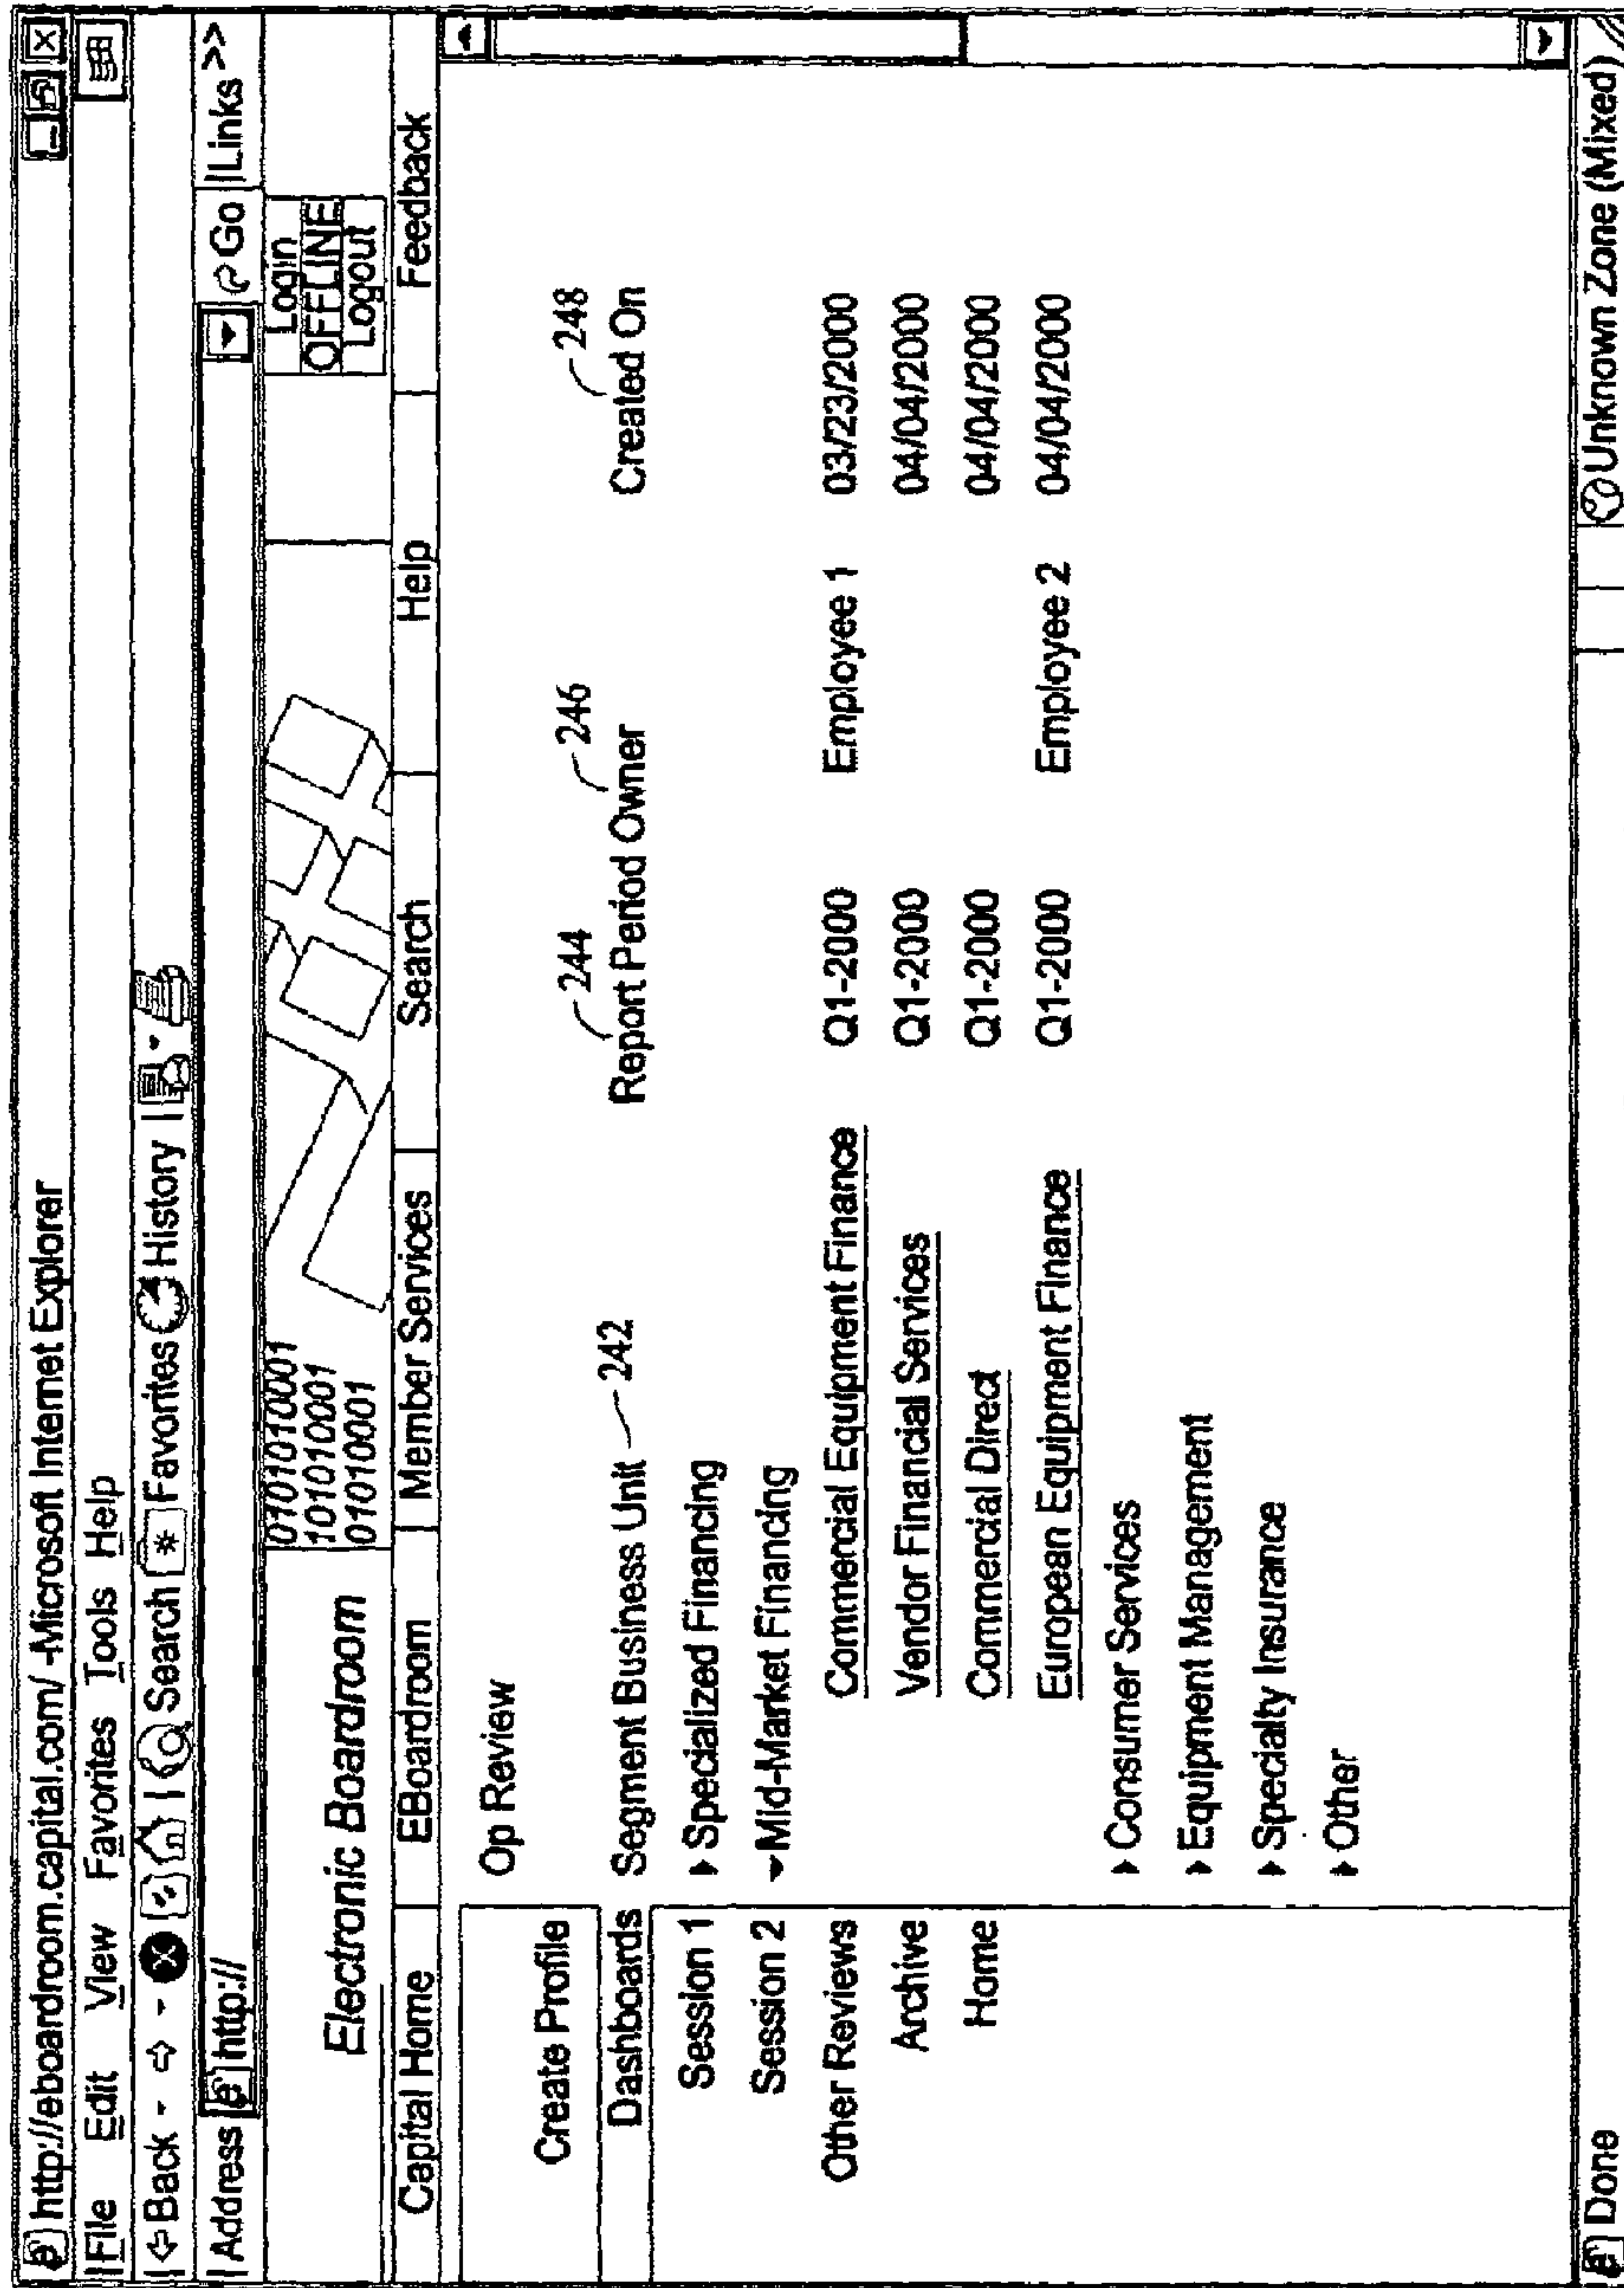 http://eboardroom.capital.com/ -Microsoft Internet Explorer
File Edit View Favorites Tools Help
Back Search Favorites History
Address http:// Go Links >>
Electronic Boardroom
0101010001
101010001
01010001
Login
OFFLINE
Logout
Capital Home EBoardroom Member Services Search Help Feedback
Create Profile
Dashboards
Session 1
Session 2
Other Reviews
Archive
Home
Op Review
244 246 248
Segment Business Unit 242 Report Period Owner Created On
Specialized Financing
Mid-Market Financing
Commercial Equipment Finance Q1-2000 Employee 1 03/23/2000
Vendor Financial Services Q1-2000 04/04/2000
Commercial Direct Q1-2000 04/04/2000
European Equipment Finance Q1-2000 Employee 2 04/04/2000
Consumer Services
Equipment Management
Specialty Insurance
Other
Done Unknown Zone (Mixed)